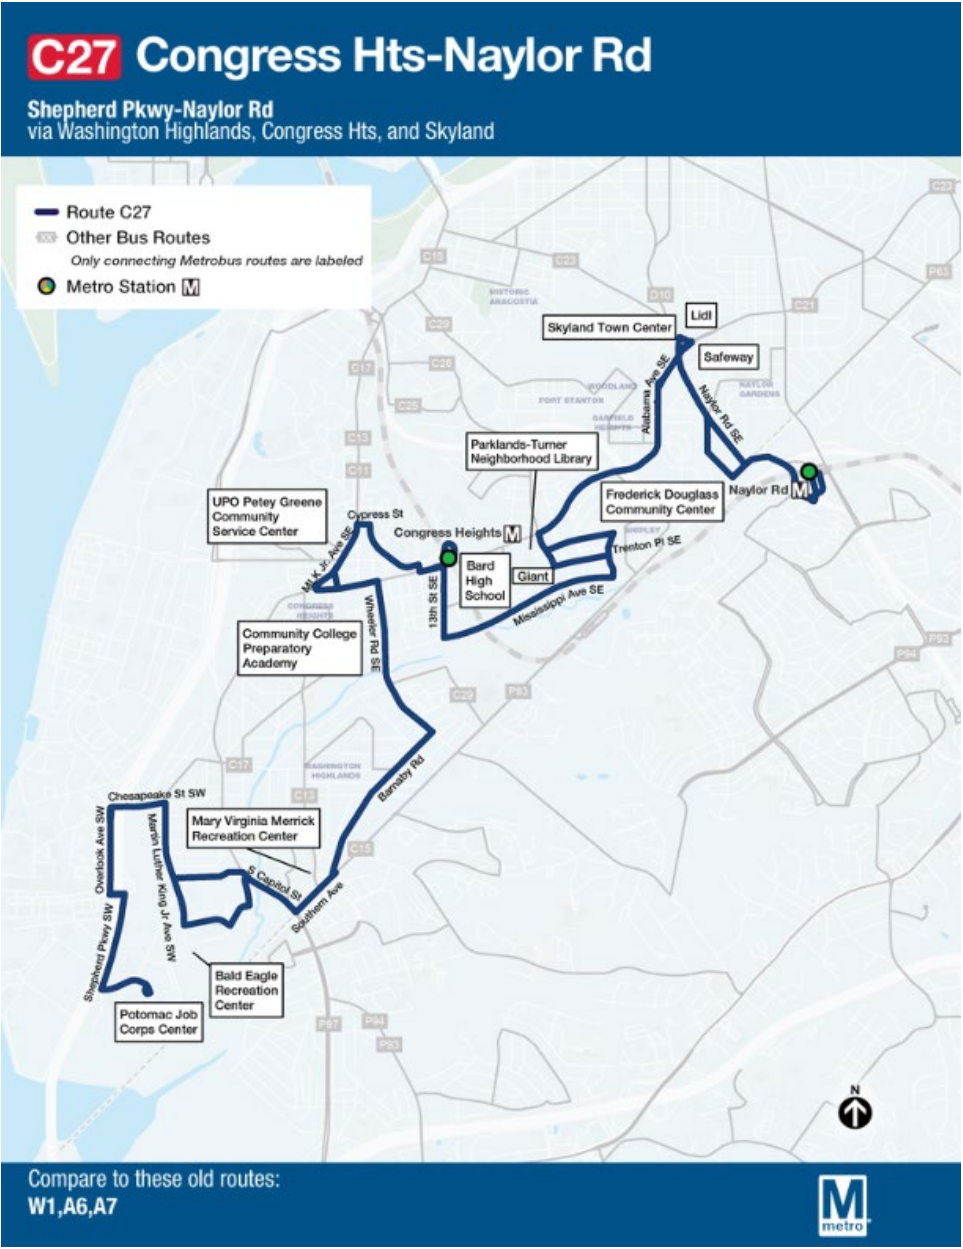 C27 Congress Hts-Naylor Rd
Shepherd Pkwy-Naylor Rd
via Washington Highlands, Congress Hts, and Skyland
Route C27
XX Other Bus Routes
Only connecting Metrobus routes are labeled
Metro Station M
C23
C15
C23
P63
HISTORIC
ANACOSTIA
D10
C21
Lidl
Skyland Town Center
C29
Safeway
C26
C17
Alabama Ave SE
WOODLAND
FORT STANTON
NAYLOR
GARDENS
C25
Naylor Rd SE
GARFIELD
HEIGHTS
C13
Parklands-Turner
Neighborhood Library
C11
Frederick Douglass
Community Center
Naylor Rd M
UPO Petey Greene
Community
Service Center
Cypress St
Congress Heights M
SHIPLEY
Trenton Pl SE
MLK Jr. Ave SE
Bard
High
School
Giant
13th St SE
Mississippi Ave SE
CONGRESS
HEIGHTS
Wheeler Rd SE
Community College
Preparatory
Academy
P93
P94
C29
P93
C17
WASHINGTON
HIGHLANDS
Barnaby Rd
C13
Chesapeake St SW
Overlook Ave SW
Martin Luther King Jr Ave SW
Mary Virginia Merrick
Recreation Center
C15
S Capitol St
Southern Ave
Shepherd Pkwy SW
Bald Eagle
Recreation
Center
Potomac Job
Corps Center
P97
P94
P93
N
Compare to these old routes:
W1,A6,A7
M
metro